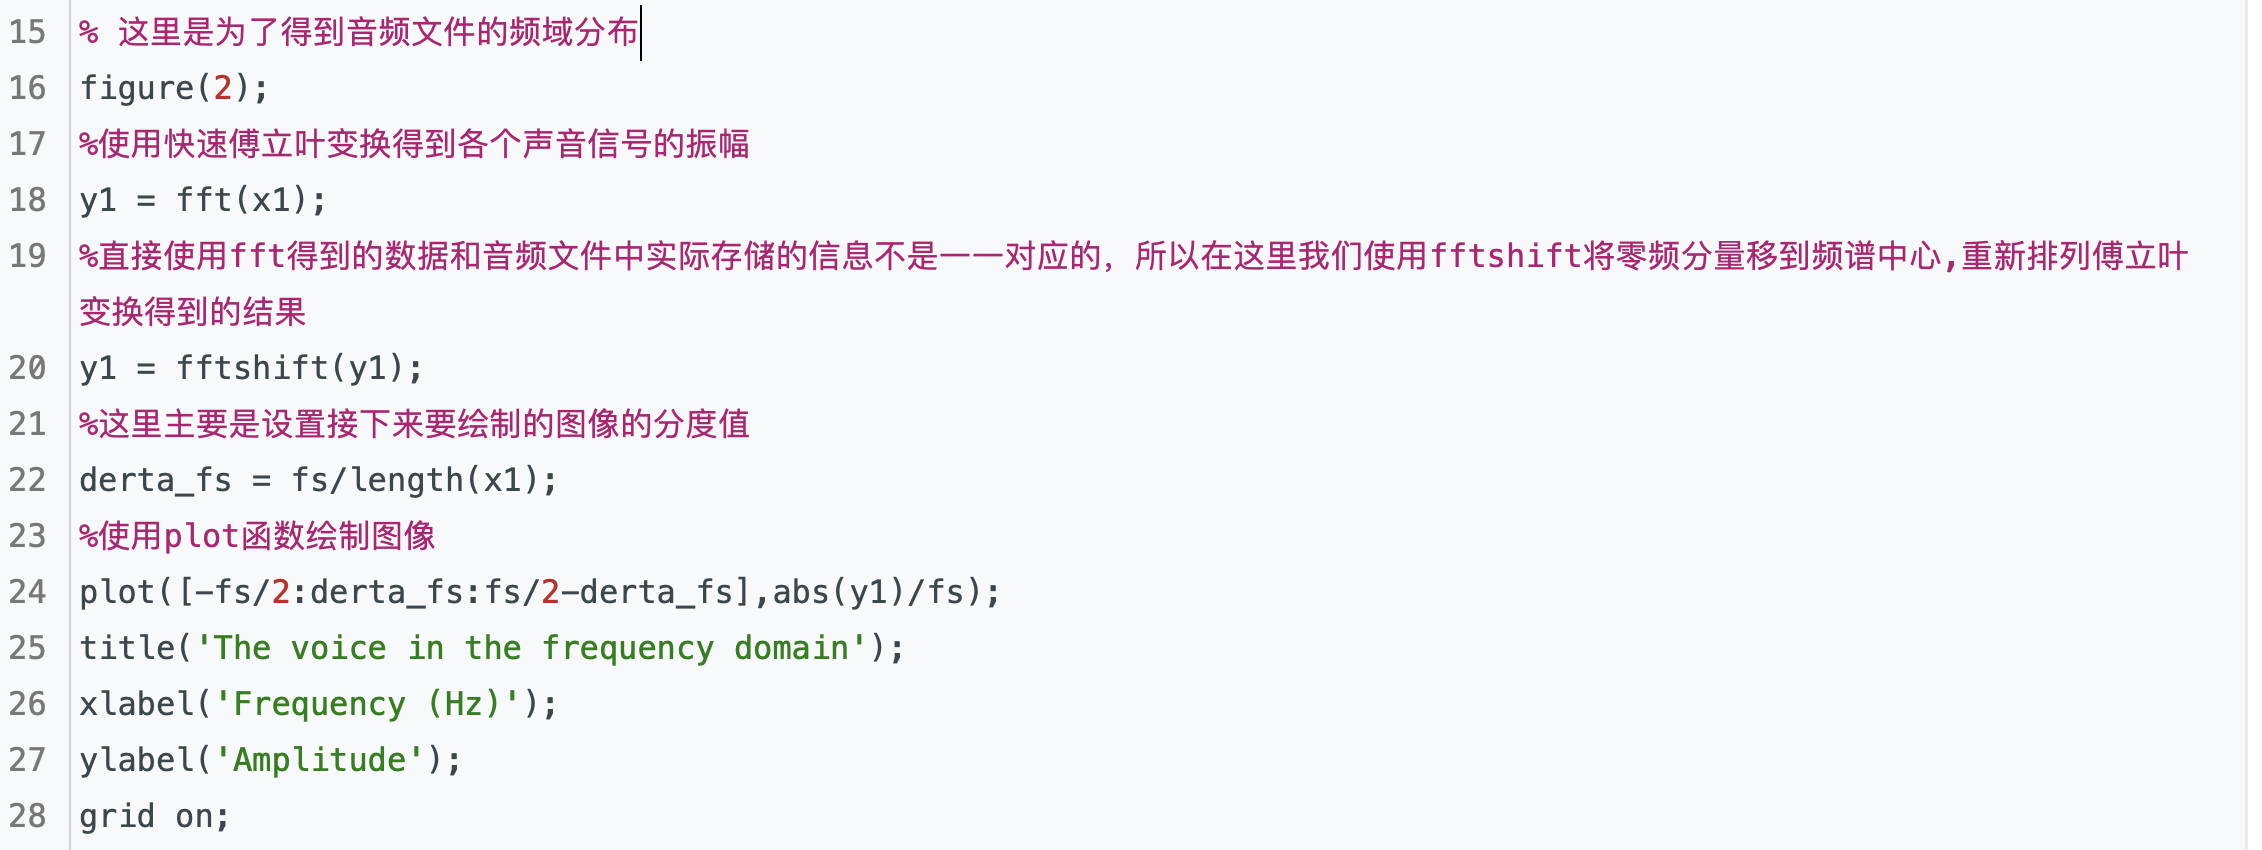 15 % 这里是为了得到音频文件的频域分布
16 figure(2);
17 %使用快速傅立叶变换得到各个声音信号的振幅
18 y1 = fft(x1);
19 %直接使用fft得到的数据和音频文件中实际存储的信息不是一一对应的，所以在这里我们使用fftshift将零频分量移到频谱中心,重新排列傅立叶
变换得到的结果
20 y1 = fftshift(y1);
21 %这里主要是设置接下来要绘制的图像的分度值
22 derta_fs = fs/length(x1);
23 %使用plot函数绘制图像
24 plot([-fs/2:derta_fs:fs/2-derta_fs],abs(y1)/fs);
25 title('The voice in the frequency domain');
26 xlabel('Frequency (Hz)');
27 ylabel('Amplitude');
28 grid on;